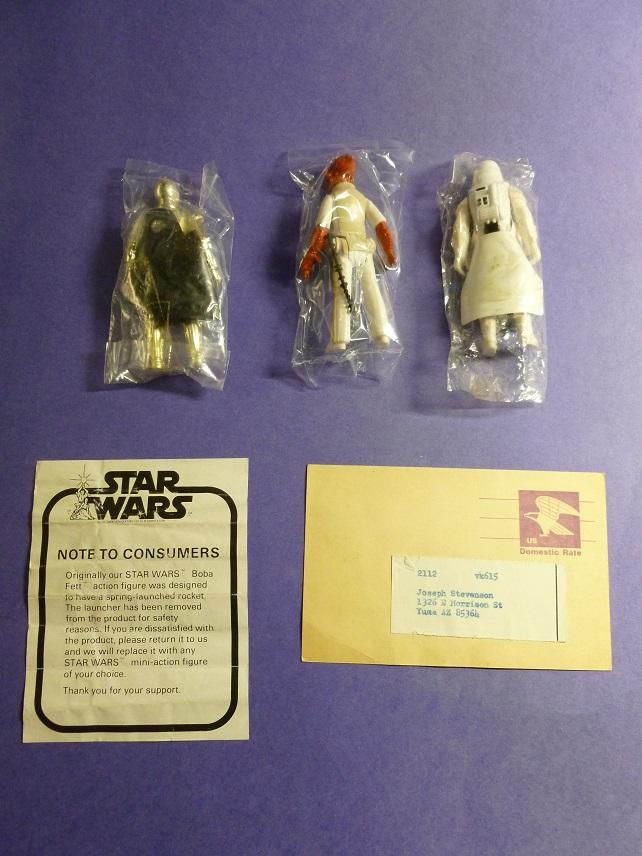 STAR
WARS
NOTE TO CONSUMERS
Originally our STAR WARS™ Boba
Fett™ action figure was designed
to have a spring-launched rocket.
The launcher has been removed
from the product for safety
reasons. If you are dissatisfied with
the product, please return it to us
and we will replace it with any
STAR WARS™ mini-action figure
of your choice.
Thank you for your support.
US
Domestic Rate
2112 vk615
Joseph Stevenson
1326 E Morrison St
Yuma AZ 85364